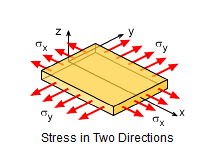 z
y
σx
σy
σy
σx
x
Stress in Two Directions